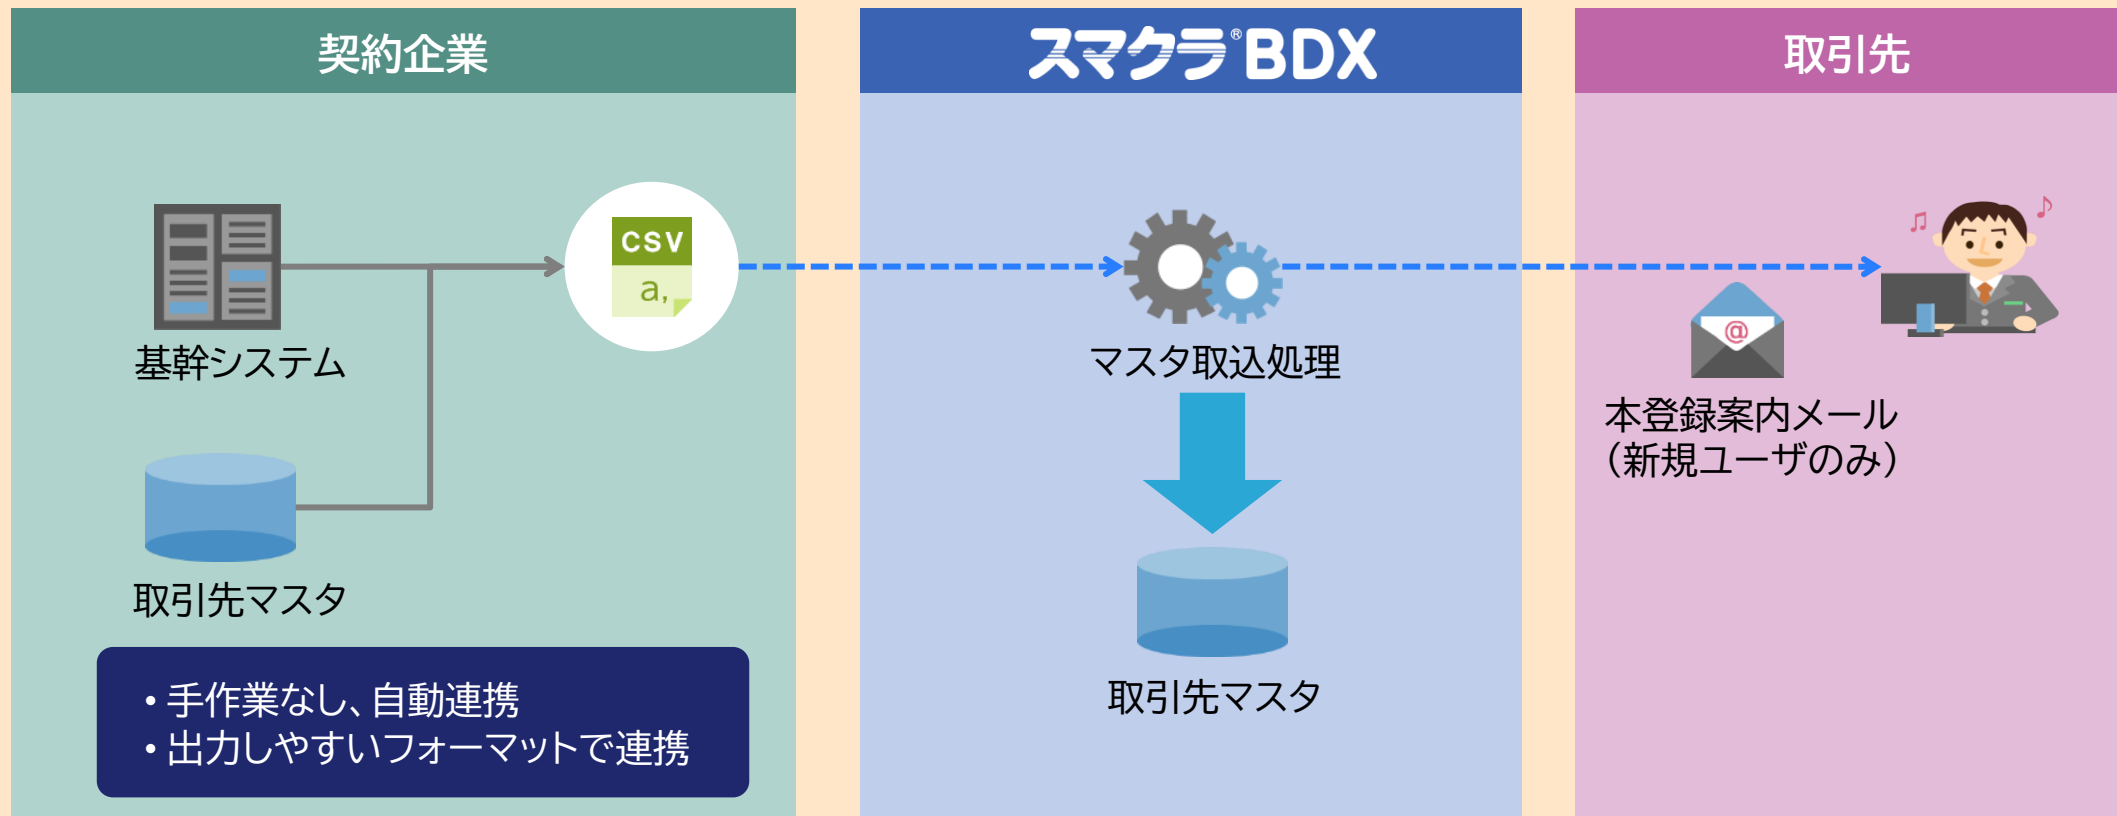 契約企業
スマクラ®BDX
取引先
CSV
a,
基幹システム
マスタ取込処理
@
本登録案内メール
（新規ユーザのみ）
取引先マスタ
取引先マスタ
・手作業なし、自動連携
・出力しやすいフォーマットで連携